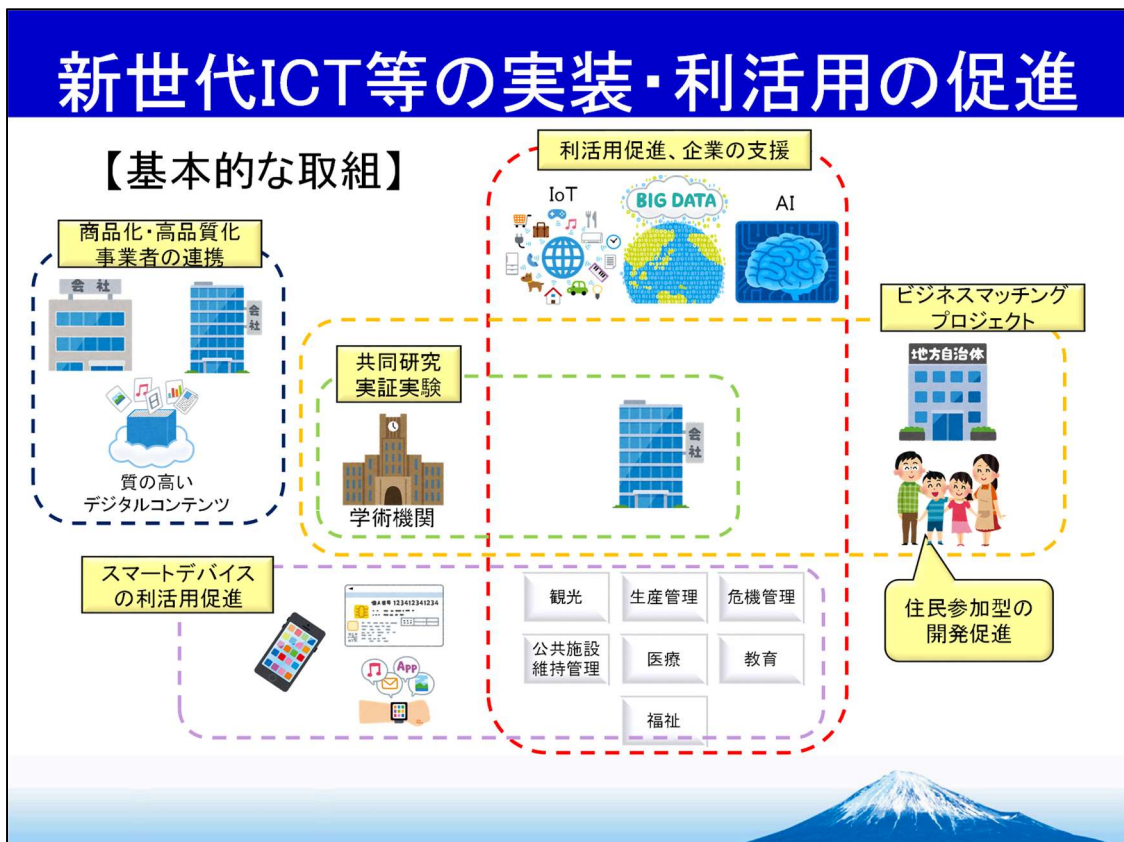 新世代ICT等の実装・利活用の促進
【基本的な取組】
利活用促進、企業の支援
IoT
BIG DATA
AI
商品化・高品質化
事業者の連携
会社
会社
質の高い
デジタルコンテンツ
ビジネスマッチング
プロジェクト
地方自治体
共同研究
実証実験
学術機関
会社
住民参加型の
開発促進
スマートデバイス
の利活用促進
個人番号 123412341234
App
観光
生産管理
危機管理
公共施設
維持管理
医療
教育
福祉